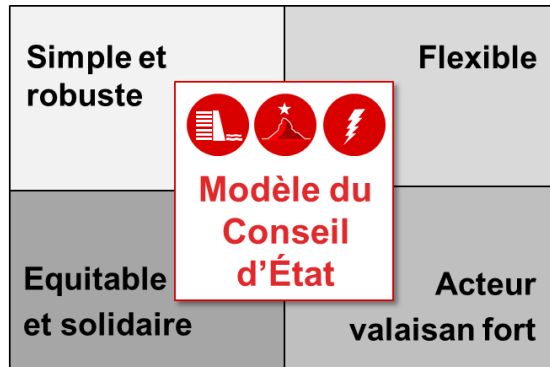 Simple et
robuste
Flexible
Modèle du
Conseil
d’État
Equitable
et solidaire
Acteur
valaisan fort